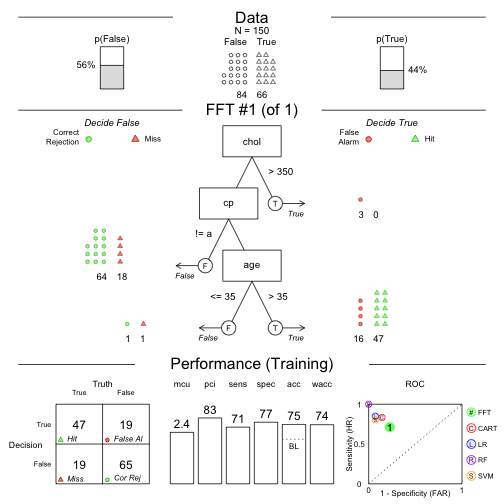 Data
N = 150
p(False)
False True
p(True)
56%
44%
84 66
FFT #1 (of 1)
Decide False
Decide True
Correct Rejection
Miss
False Alarm
Hit
chol
> 350
cp
T
True
3 0
!= a
F
False
age
64 18
<= 35
> 35
F
T
False
True
1 1
16 47
Performance (Training)
Truth
True False
mcu pci sens spec acc wacc
ROC
Decision
True
47
Hit
19
False Al
False
19
Miss
65
Cor Rej
2.4
83
71
77
75
74
BL
Sensitivity (HR)
1
0.5
0
0 1
1 - Specificity (FAR)
1
# FFT
C CART
L LR
R RF
S SVM